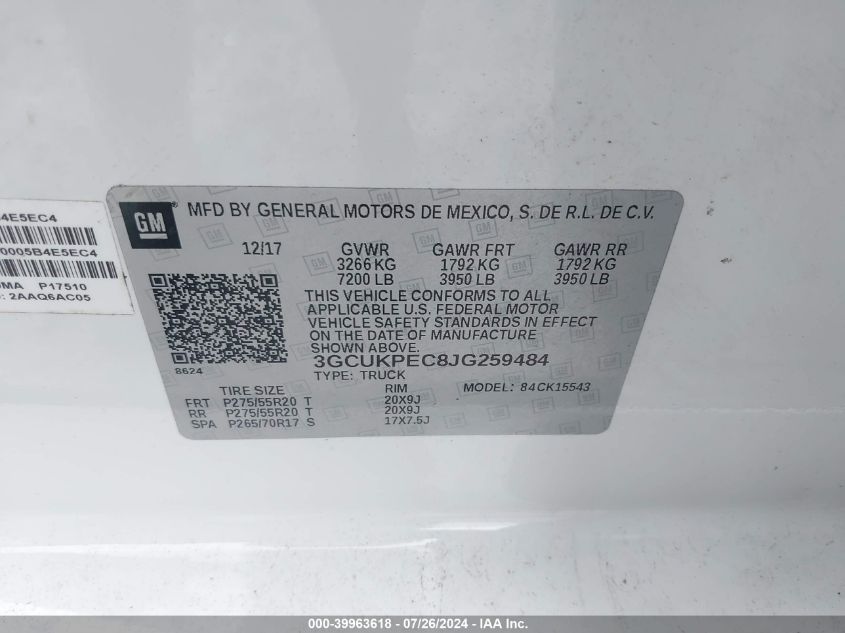 4E5EC4
0005B4E5EC4
MA P17510
: 2AAQ6AC05
GM
MFD BY GENERAL MOTORS DE MEXICO, S. DE R.L. DE C.V.
12/17 GVWR GAWR FRT GAWR RR
3266 KG 1792 KG 1792 KG
7200 LB 3950 LB 3950 LB
THIS VEHICLE CONFORMS TO ALL
APPLICABLE U.S. FEDERAL MOTOR
VEHICLE SAFETY STANDARDS IN EFFECT
ON THE DATE OF MANUFACTURE
SHOWN ABOVE.
8624
3GCUKPEC8JG259484
TYPE: TRUCK
TIRE SIZE RIM MODEL: 84CK15543
FRT P275/55R20 T 20X9J
RR P275/55R20 T 20X9J
SPA P265/70R17 S 17X7.5J
000-39963618 - 07/26/2024 - IAA Inc.